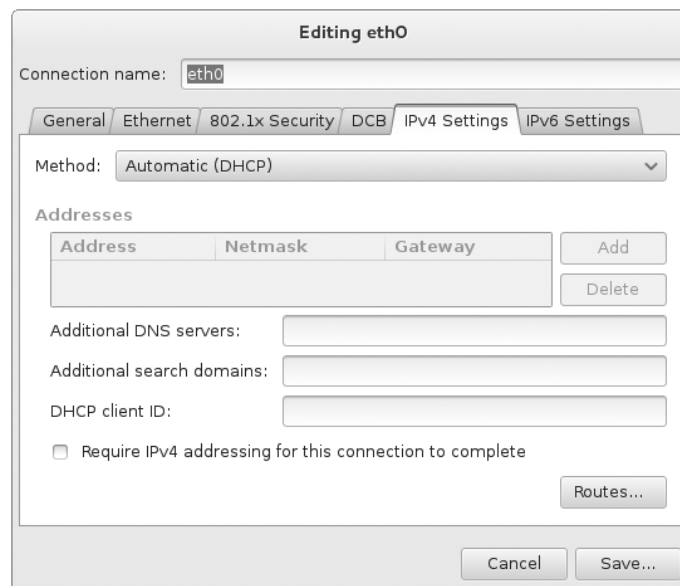 Editing eth0
Connection name: eth0
General Ethernet 802.1x Security DCB IPv4 Settings IPv6 Settings
Method: Automatic (DHCP)
Addresses
Address Netmask Gateway Add
Delete
Additional DNS servers:
Additional search domains:
DHCP client ID:
Require IPv4 addressing for this connection to complete
Routes...
Cancel Save...